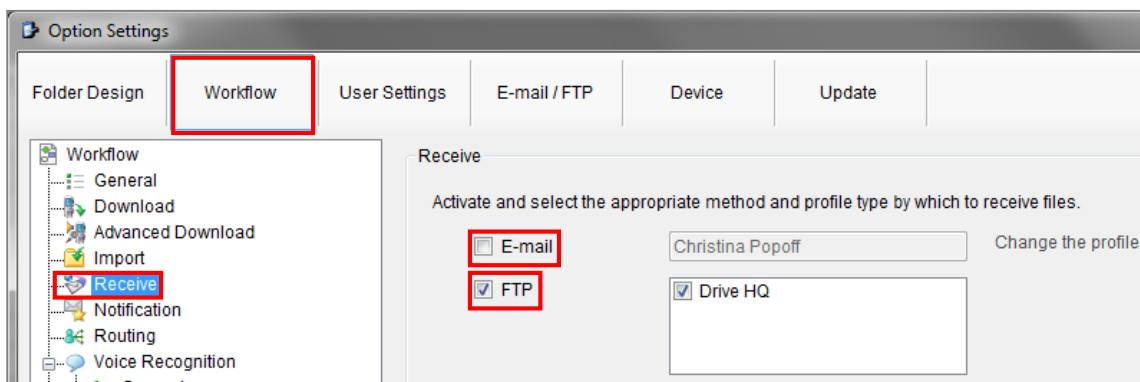 Option Settings
Folder Design Workflow User Settings E-mail / FTP Device Update
Workflow
General
Download
Advanced Download
Import
Receive
Notification
Routing
Voice Recognition
Receive
Activate and select the appropriate method and profile type by which to receive files.
E-mail Christina Popoff Change the profile
FTP Drive HQ